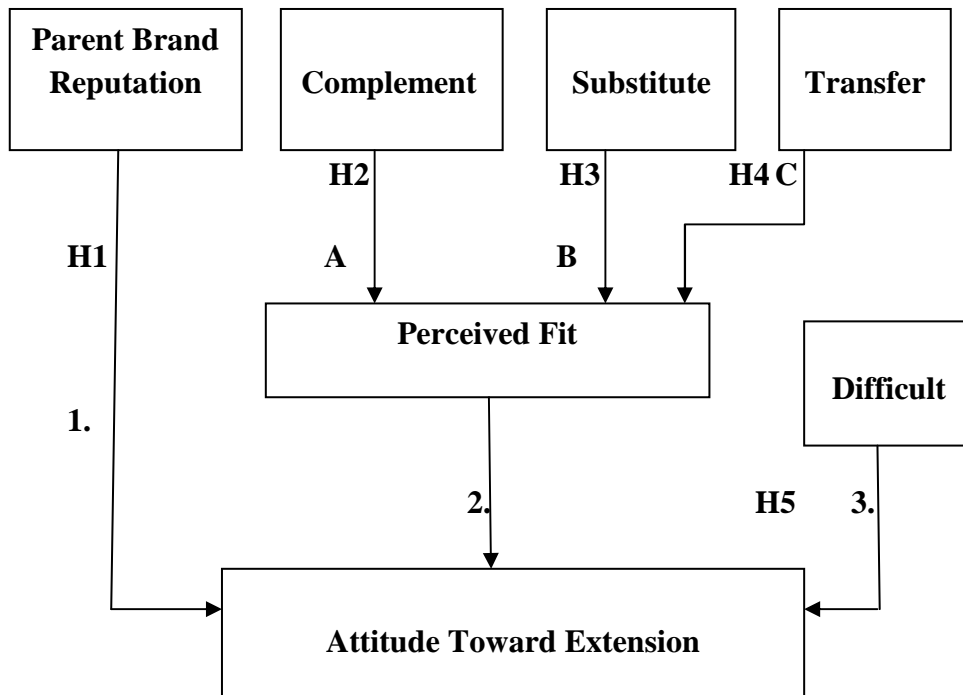 Parent Brand
Reputation
Complement
Substitute
Transfer
H2
H3
H4 C
H1
A
B
Perceived Fit
Difficult
1.
2.
H5
3.
Attitude Toward Extension